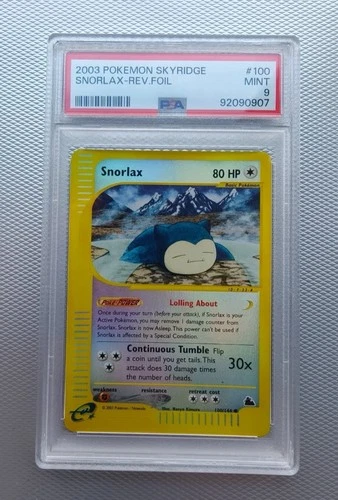 2003 POKEMON SKYRIDGE #100
SNORLAX-REV.FOIL MINT
9
PSA 92090907
Snorlax 80 HP
Basic Pokémon
POKé-POWER Lolling About
Once during your turn (before your attack), if Snorlax is your
Active Pokémon, you may remove 1 damage counter from
Snorlax. Snorlax is now Asleep. This power can't be used if
Snorlax is affected by a Special Condition.
Continuous Tumble Flip
a coin until you get tails. This
attack does 30 damage times
the number of heads.
30x
weakness resistance retreat cost